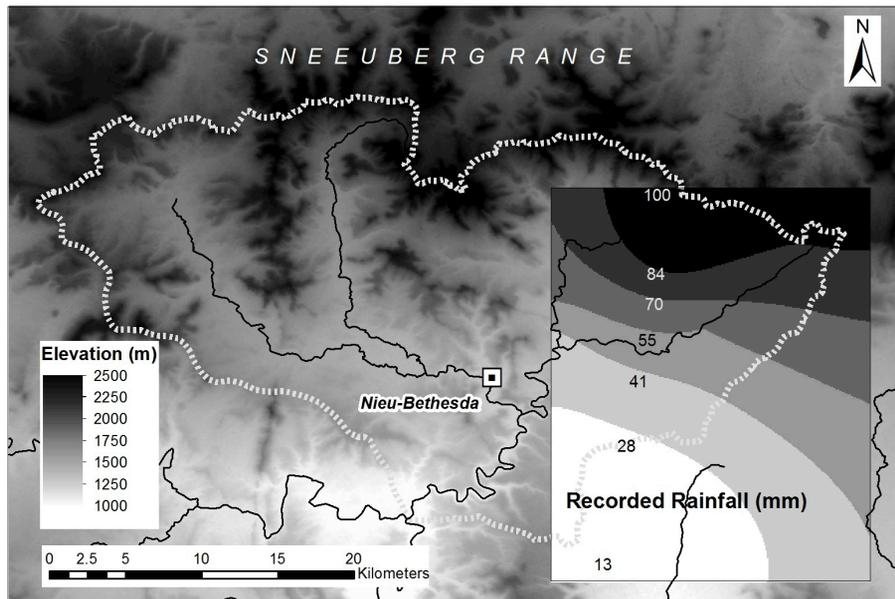 SNEEUBERG RANGE
N
100
84
70
55
41
28
13
Recorded Rainfall (mm)
Nieu-Bethesda
Elevation (m)
2500
2250
2000
1750
1500
1250
1000
0 2.5 5 10 15 20
Kilometers